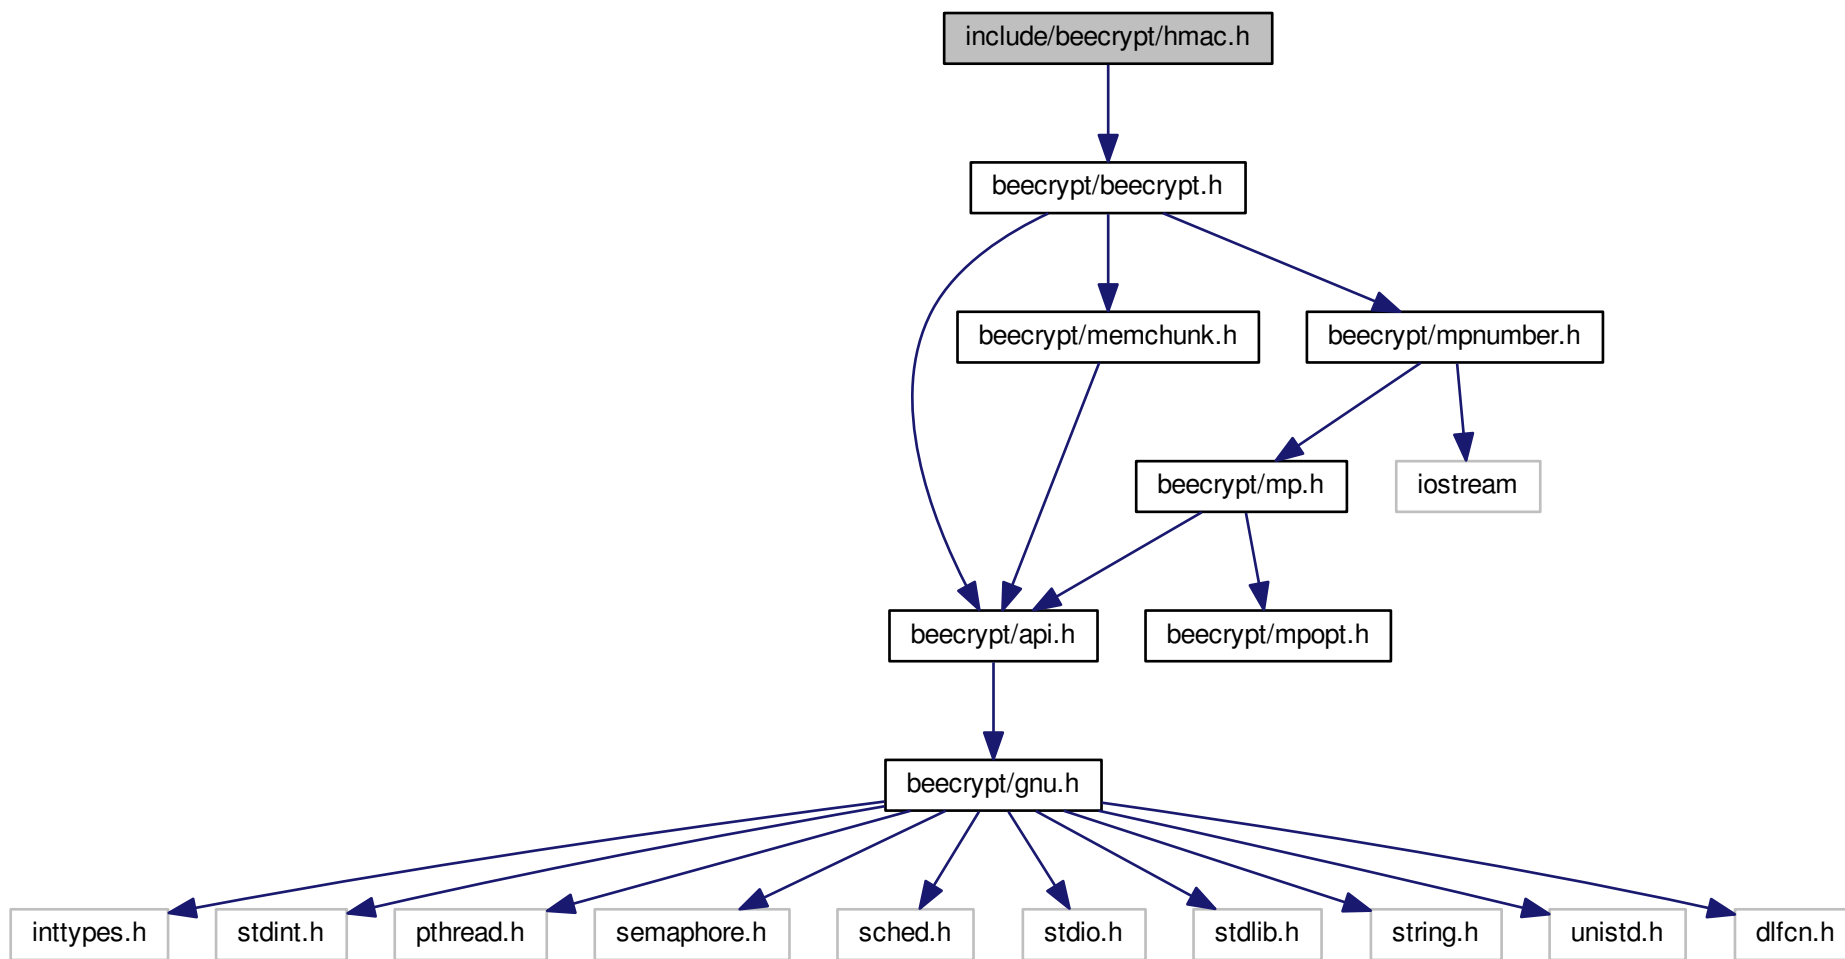 include/beecrypt/hmac.h
beecrypt/beecrypt.h
beecrypt/memchunk.h
beecrypt/mpnumber.h
beecrypt/mp.h
iostream
beecrypt/api.h
beecrypt/mpopt.h
beecrypt/gnu.h
inttypes.h
stdint.h
pthread.h
semaphore.h
sched.h
stdio.h
stdlib.h
string.h
unistd.h
dlfcn.h